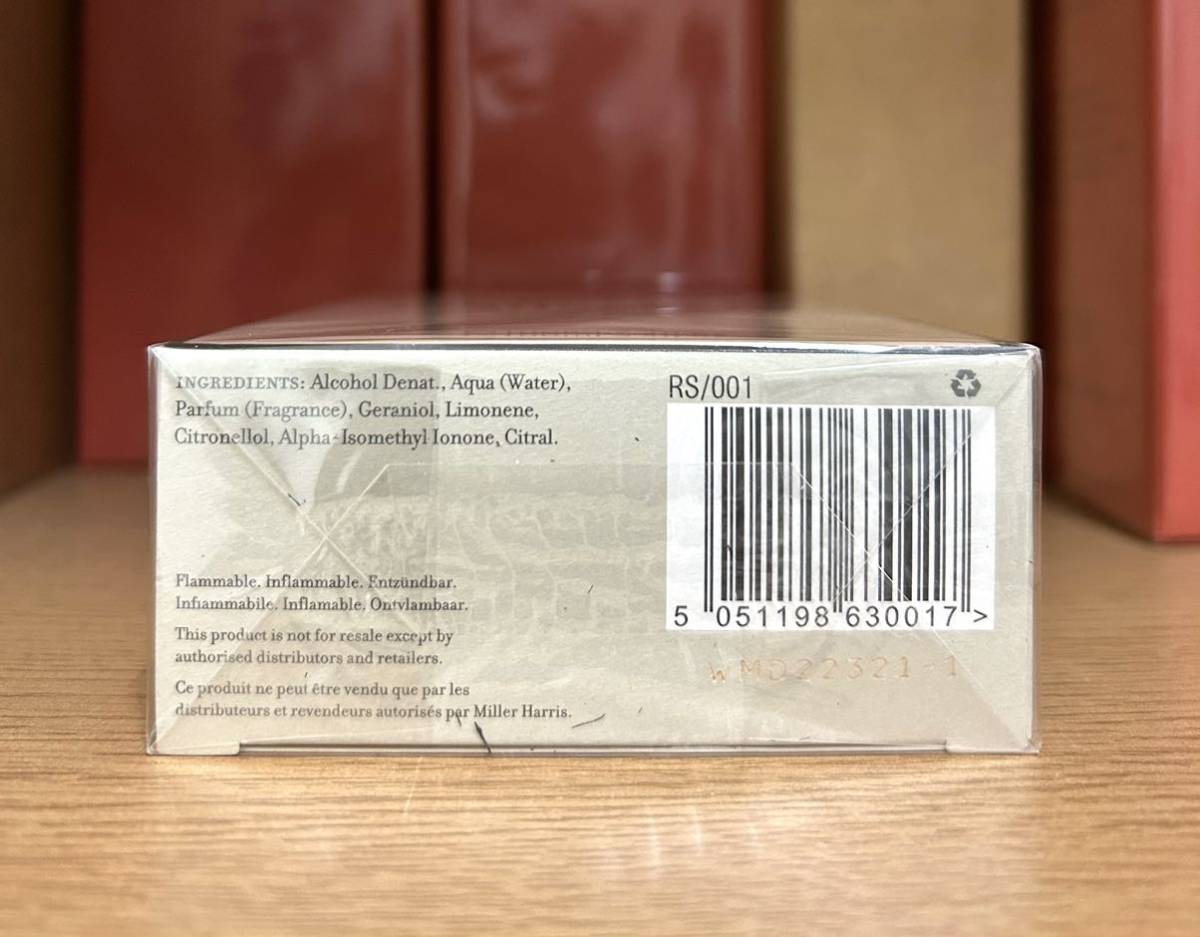 INGREDIENTS: Alcohol Denat., Aqua (Water),
Parfum (Fragrance), Geraniol, Limonene,
Citronellol, Alpha-Isomethyl Ionone, Citral.
Flammable. Inflammable. Entzündbar.
Infiammabile. Inflamable. Ontvlambaar.
This product is not for resale except by
authorised distributors and retailers.
Ce produit ne peut être vendu que par les
distributeurs et revendeurs autorisés par Miller Harris.
RS/001
5 051198 630017 >
WMD22321-1